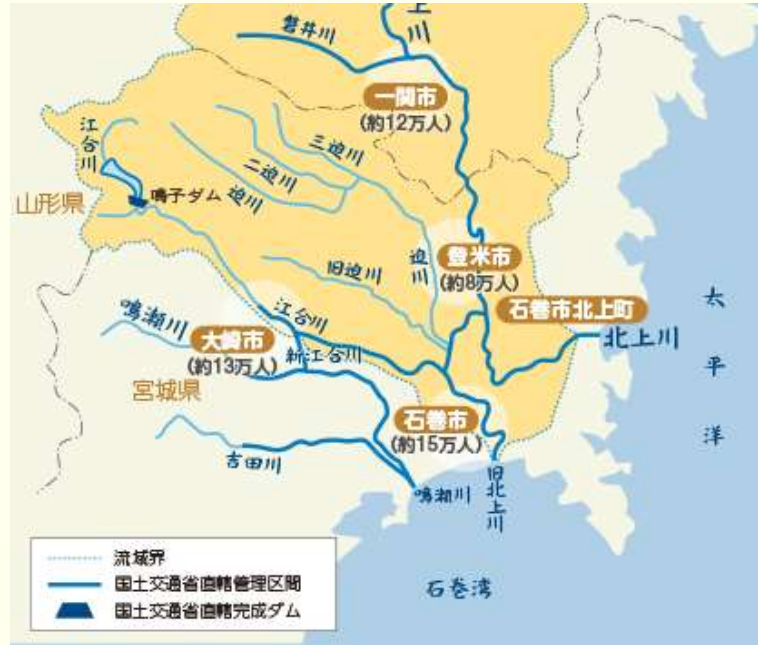 上川
磐井川
一関市
(約12万人)
江合川
三迫川
二迫川
迫川
鳴子ダム
山形県
迫川
登米市
(約8万人)
旧迫川
石巻市北上町
北上川
太平洋
鳴瀬川
江合川
大崎市
(約13万人)
新江合川
宮城県
石巻市
(約15万人)
吉田川
鳴瀬川
旧北上川
石巻湾
流域界
国土交通省直轄管理区間
国土交通省直轄完成ダム